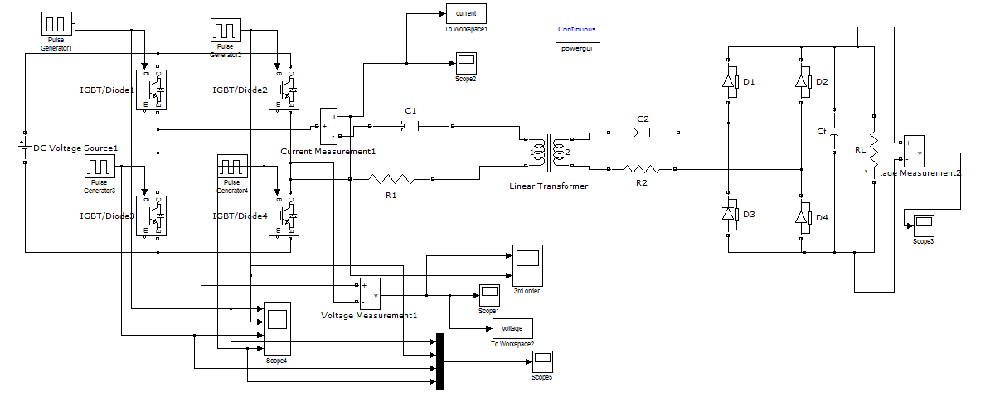 current
To Workspace1
Continuous
powergui
Pulse
Generator1
Pulse
Generator2
Scope2
g
C
IGBT/Diode1
m
E
g
C
IGBT/Diode2
m
E
D1
D2
i
+
-
Current Measurement1
C1
C2
Cf
DC Voltage Source1
+
1
2
Linear Transformer
R1
R2
RL
+
-
v
tage Measurement2
Pulse
Generator3
Pulse
Generator4
g
C
IGBT/Diode3
m
E
g
C
IGBT/Diode4
m
E
D3
D4
Scope3
3rd order
+
-
v
Voltage Measurement1
Scope1
voltage
To Workspace2
Scope4
Scope5